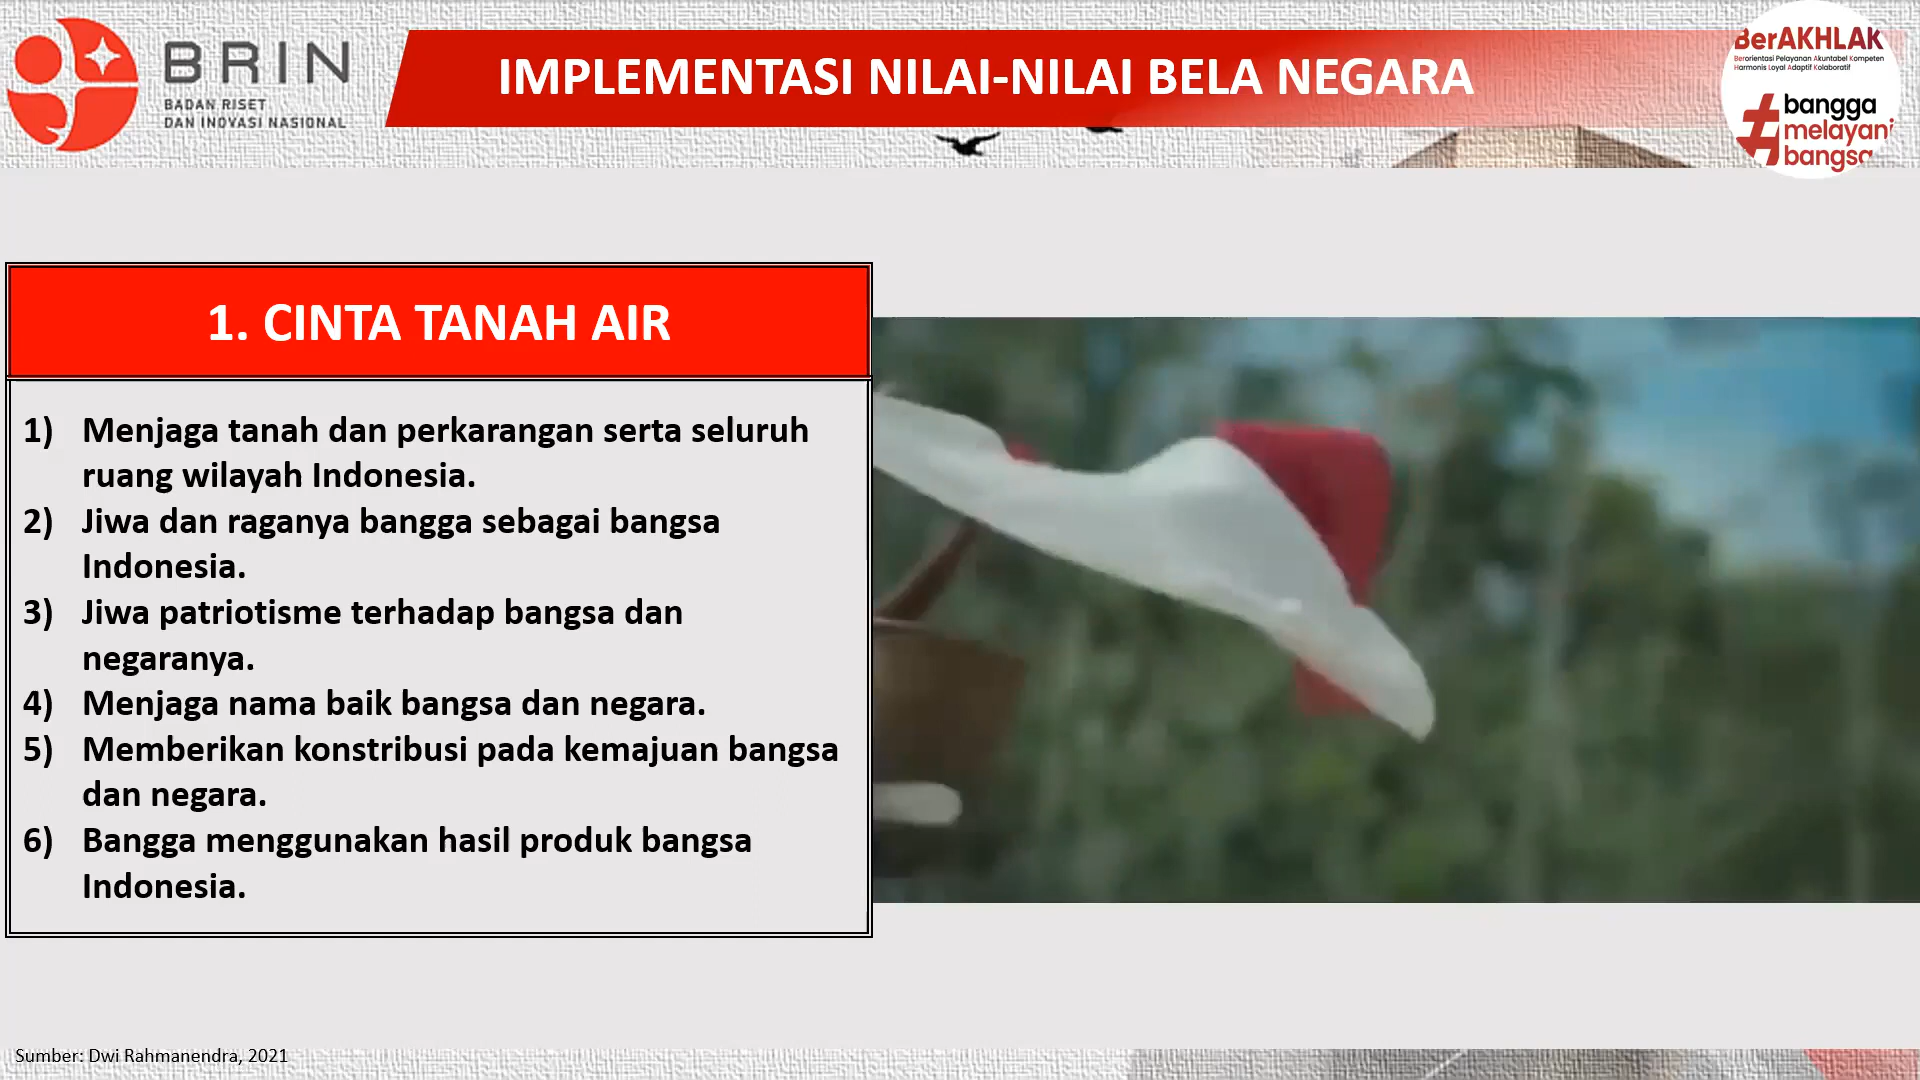 BRIN
BADAN RISET
DAN INOVASI NASIONAL
IMPLEMENTASI NILAI-NILAI BELA NEGARA
BerAKHLAK
Berorientasi Pelayanan Akuntabel Kompeten
Harmonis Loyal Adaptif Kolaboratif
# bangga
melayani
bangsa
1. CINTA TANAH AIR
1) Menjaga tanah dan perkarangan serta seluruh
ruang wilayah Indonesia.
2) Jiwa dan raganya bangga sebagai bangsa
Indonesia.
3) Jiwa patriotisme terhadap bangsa dan
negaranya.
4) Menjaga nama baik bangsa dan negara.
5) Memberikan konstribusi pada kemajuan bangsa
dan negara.
6) Bangga menggunakan hasil produk bangsa
Indonesia.
Sumber: Dwi Rahmanendra, 2021